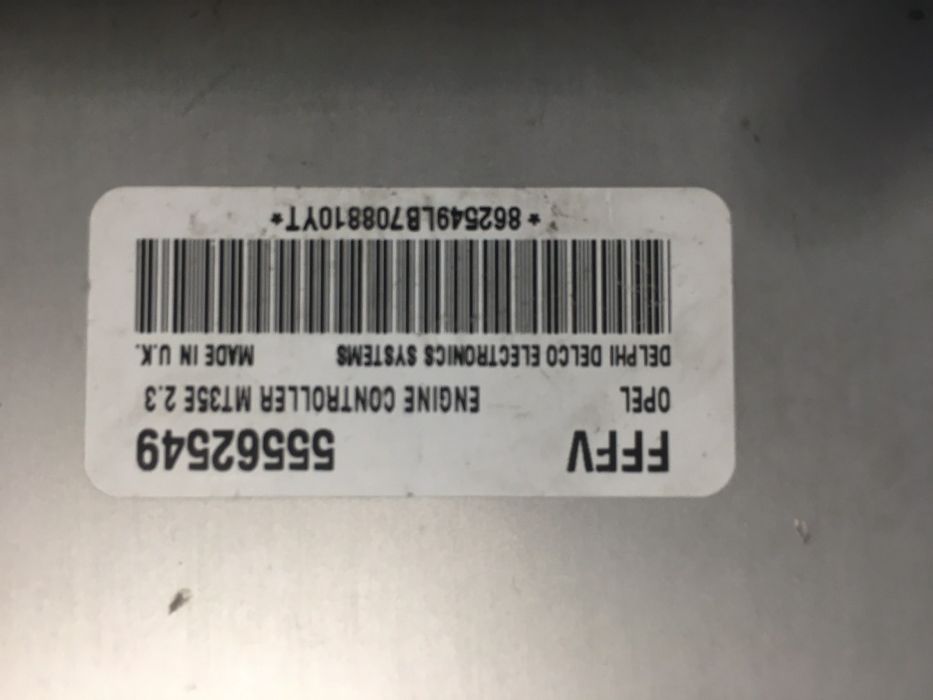 FFFV 55562549
OPEL ENGINE CONTROLLER MT35E 2.3
DELPHI DELCO ELECTRONICS SYSTEMS MADE IN U.K.
*862549LB708810YT*